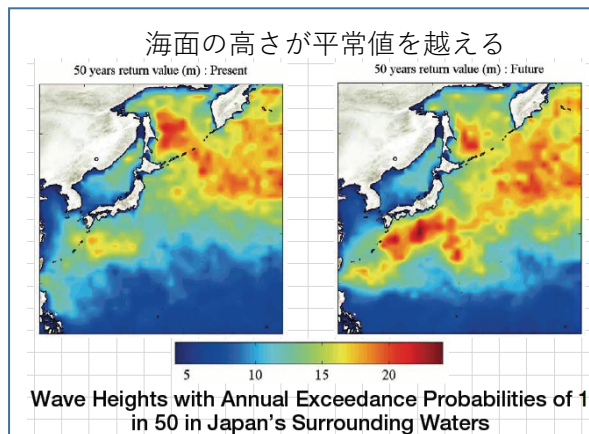 海面の高さが平常値を越える
50 years return value (m) : Present
50 years return value (m) : Future
5 10 15 20
Wave Heights with Annual Exceedance Probabilities of 1
in 50 in Japan's Surrounding Waters